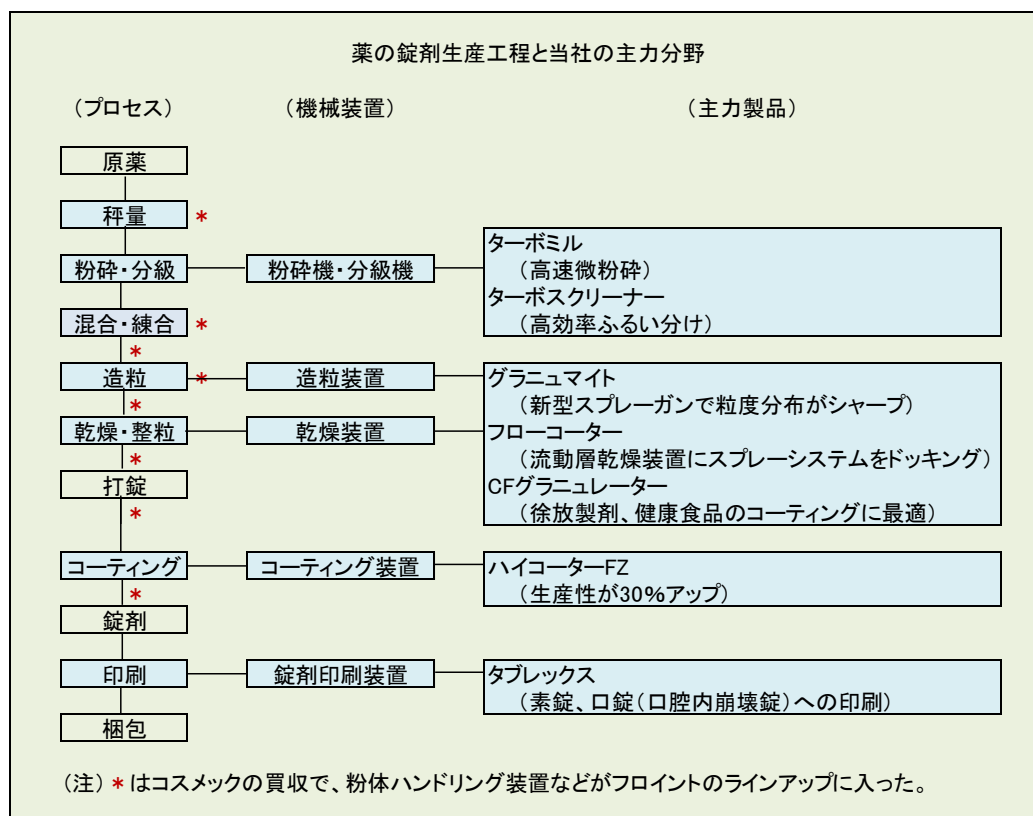 薬の錠剤生産工程と当社の主力分野
（プロセス） （機械装置） （主力製品）
原薬
秤量 *
粉砕・分級 粉砕機・分級機 ターボミル
（高速微粉砕）
ターボスクリーナー
混合・練合 * （高効率ふるい分け）
*
造粒 * 造粒装置 グラニュマイト
* （新型スプレーガンで粒度分布がシャープ）
乾燥・整粒 乾燥装置 フローコーター
* （流動層乾燥装置にスプレーシステムをドッキング）
打錠 CFグラニュレーター
* （徐放製剤、健康食品のコーティングに最適）
コーティング コーティング装置 ハイコーターFZ
* （生産性が30%アップ）
錠剤
印刷 錠剤印刷装置 タブレックス
（素錠、口錠（口腔内崩壊錠）への印刷）
梱包
（注） * はコスメックの買収で、粉体ハンドリング装置などがフロイントのラインアップに入った。